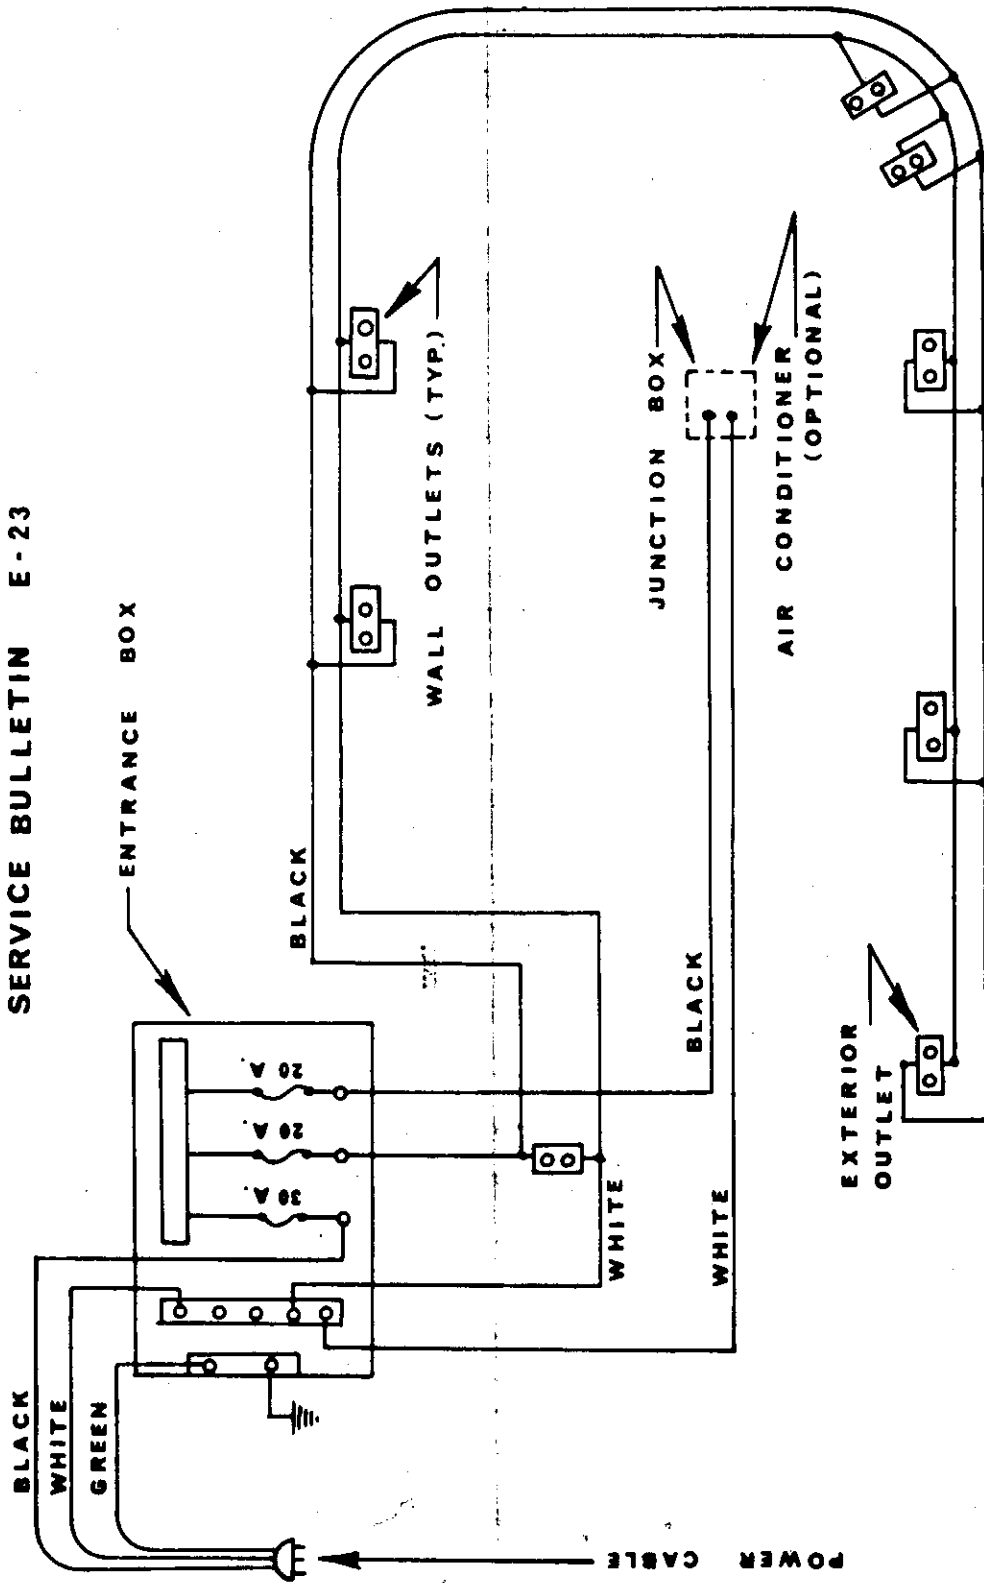 SERVICE BULLETIN E-23
ENTRANCE BOX
BLACK
WHITE
GREEN
30 A.
20 A.
20 A.
BLACK
WALL OUTLETS (TYP.)
JUNCTION BOX
AIR CONDITIONER
(OPTIONAL)
BLACK
WHITE
WHITE
EXTERIOR
OUTLET
POWER CABLE